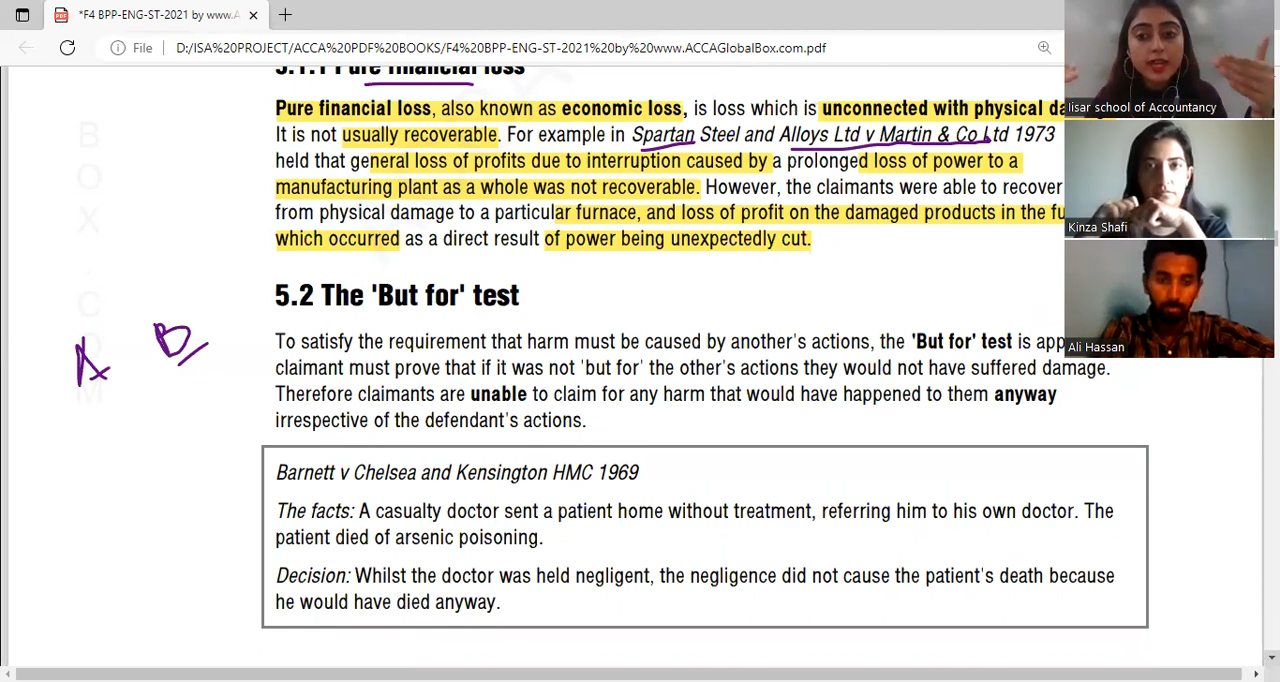 *F4 BPP-ENG-ST-2021 by www.A
File
D:/ISA%20PROJECT/ACCA%20PDF%20BOOKS/F4%20BPP-ENG-ST-2021%20by%20www.ACCAGlobalBox.com.pdf
5.1.1 Pure financial loss
Pure financial loss, also known as economic loss, is loss which is unconnected with physical
It is not usually recoverable. For example in Spartan Steel and Alloys Ltd v Martin & Co Ltd 1973
held that general loss of profits due to interruption caused by a prolonged loss of power to a
manufacturing plant as a whole was not recoverable. However, the claimants were able to recover
from physical damage to a particular furnace, and loss of profit on the damaged products in the
which occurred as a direct result of power being unexpectedly cut.
5.2 The 'But for' test
To satisfy the requirement that harm must be caused by another's actions, the 'But for' test is
claimant must prove that if it was not 'but for' the other's actions they would not have suffered damage.
Therefore claimants are unable to claim for any harm that would have happened to them anyway
irrespective of the defendant's actions.
Barnett v Chelsea and Kensington HMC 1969
The facts: A casualty doctor sent a patient home without treatment, referring him to his own doctor. The
patient died of arsenic poisoning.
Decision: Whilst the doctor was held negligent, the negligence did not cause the patient's death because
he would have died anyway.
A B
BOX.COM
lisar school of Accountancy
Kinza Shafi
Ali Hassan